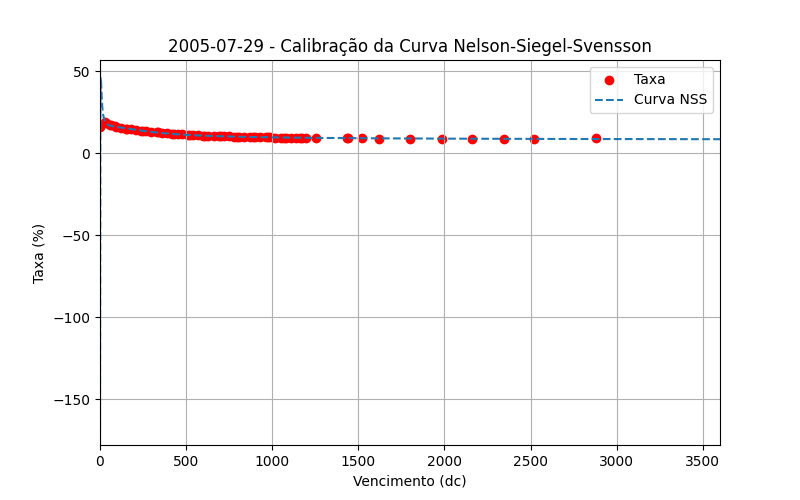 2005-07-29 - Calibração da Curva Nelson-Siegel-Svensson
Taxa
Curva NSS
50
0
−50
−100
−150
Taxa (%)
0 500 1000 1500 2000 2500 3000 3500
Vencimento (dc)